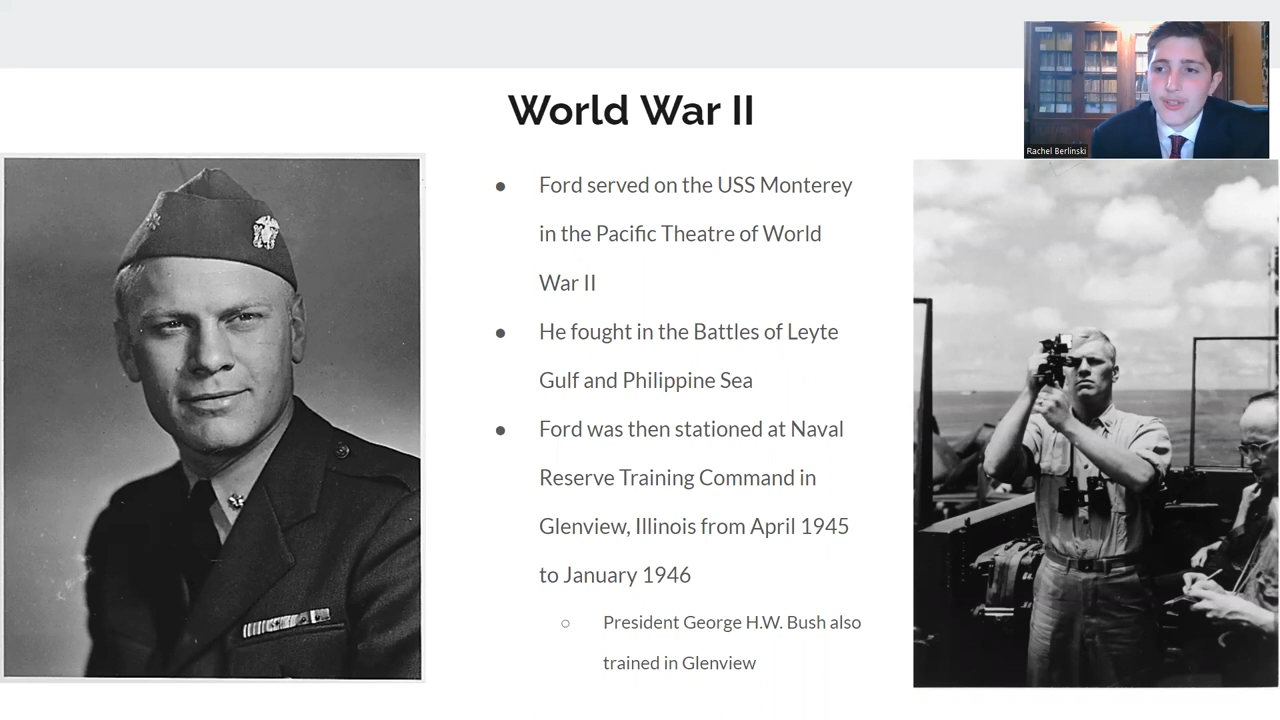 World War II
Rachel Berlinski
Ford served on the USS Monterey
in the Pacific Theatre of World
War II
He fought in the Battles of Leyte
Gulf and Philippine Sea
Ford was then stationed at Naval
Reserve Training Command in
Glenview, Illinois from April 1945
to January 1946
President George H.W. Bush also
trained in Glenview